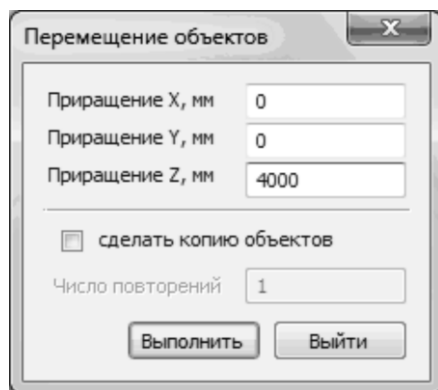 Перемещение объектов
Приращение X, мм 0
Приращение Y, мм 0
Приращение Z, мм 4000
сделать копию объектов
Число повторений 1
Выполнить Выйти